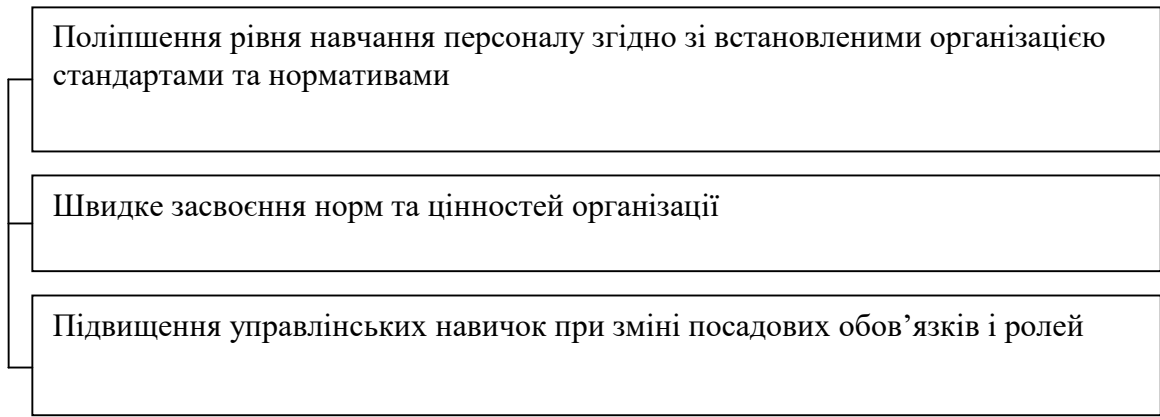 Поліпшення рівня навчання персоналу згідно зі встановленими організацією
стандартами та нормативами
Швидке засвоєння норм та цінностей організації
Підвищення управлінських навичок при зміні посадових обов’язків і ролей